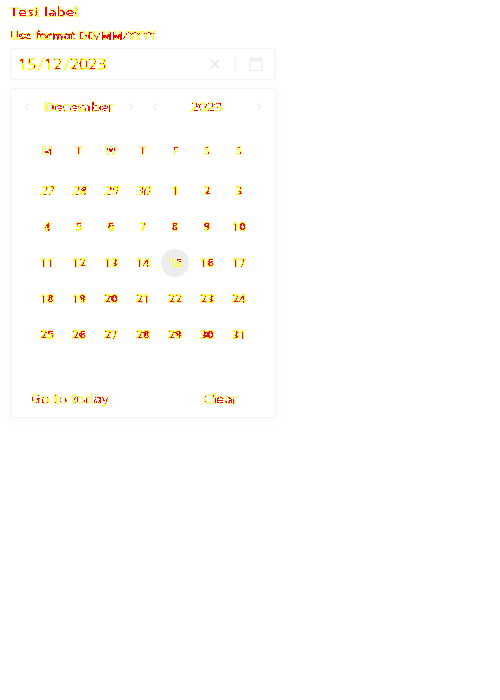 Test label
Use format DD/MM/YYYY
15/12/2023
December 2023
M T W T F S S
27 28 29 30 1 2 3
4 5 6 7 8 9 10
11 12 13 14 15 16 17
18 19 20 21 22 23 24
25 26 27 28 29 30 31
Go to today Clear